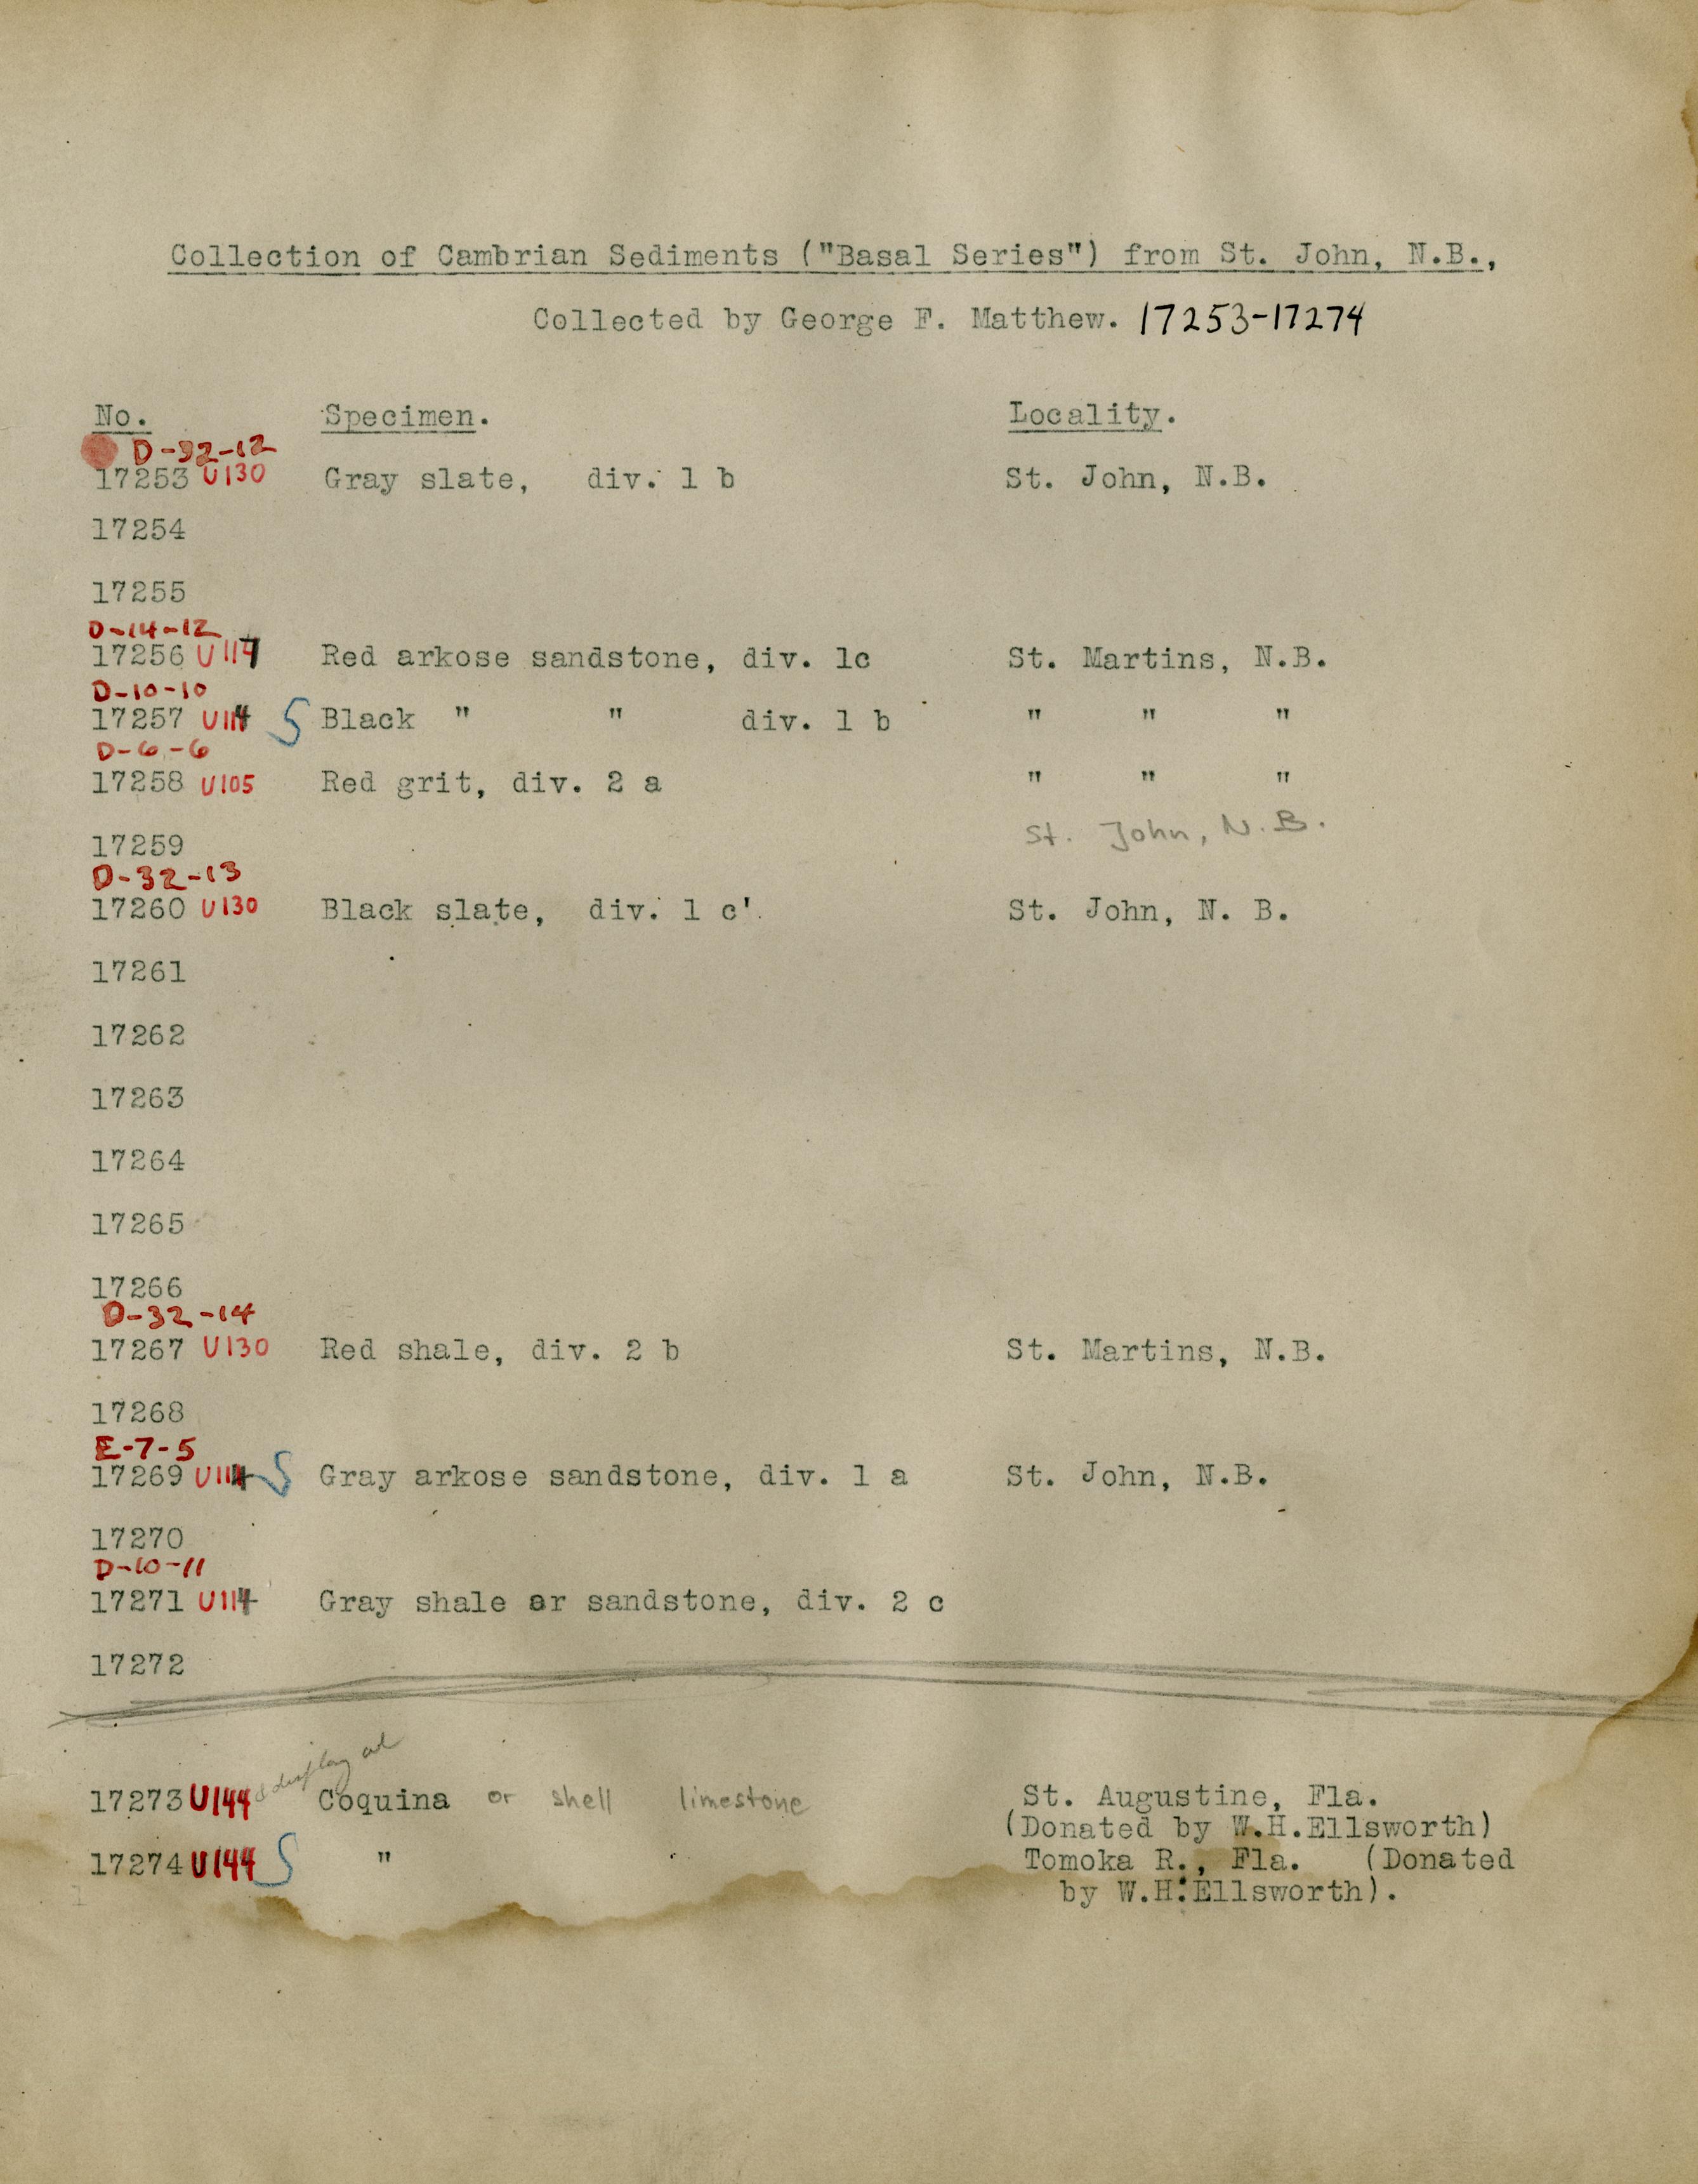 Collection of Cambrian Sediments ("Basal Series") from St. John, N.B.,
Collected by George F. Matthew. 17253-17274
No. Specimen. Locality.
D-32-12
17253 U130 Gray slate, div. 1 b St. John, N.B.
17254
17255
D-14-12
17256 U117 Red arkose sandstone, div. 1c St. Martins, N.B.
D-10-10
17257 U114 S Black " " div. 1 b " " "
D-6-6
17258 U105 Red grit, div. 2 a " " "
17259 St. John, N.B.
D-32-13
17260 U130 Black slate, div. 1 c' St. John, N. B.
17261
17262
17263
17264
17265
17266
D-32-14
17267 U130 Red shale, div. 2 b St. Martins, N.B.
17268
E-7-5
17269 U114 S Gray arkose sandstone, div. 1 a St. John, N.B.
17270
D-10-11
17271 U114 Gray shale or sandstone, div. 2 c
17272
display
17273 U144 Coquina or shell limestone St. Augustine, Fla.
(Donated by W.H.Ellsworth)
17274 U144 S " Tomoka R., Fla. (Donated
by W.H.Ellsworth).